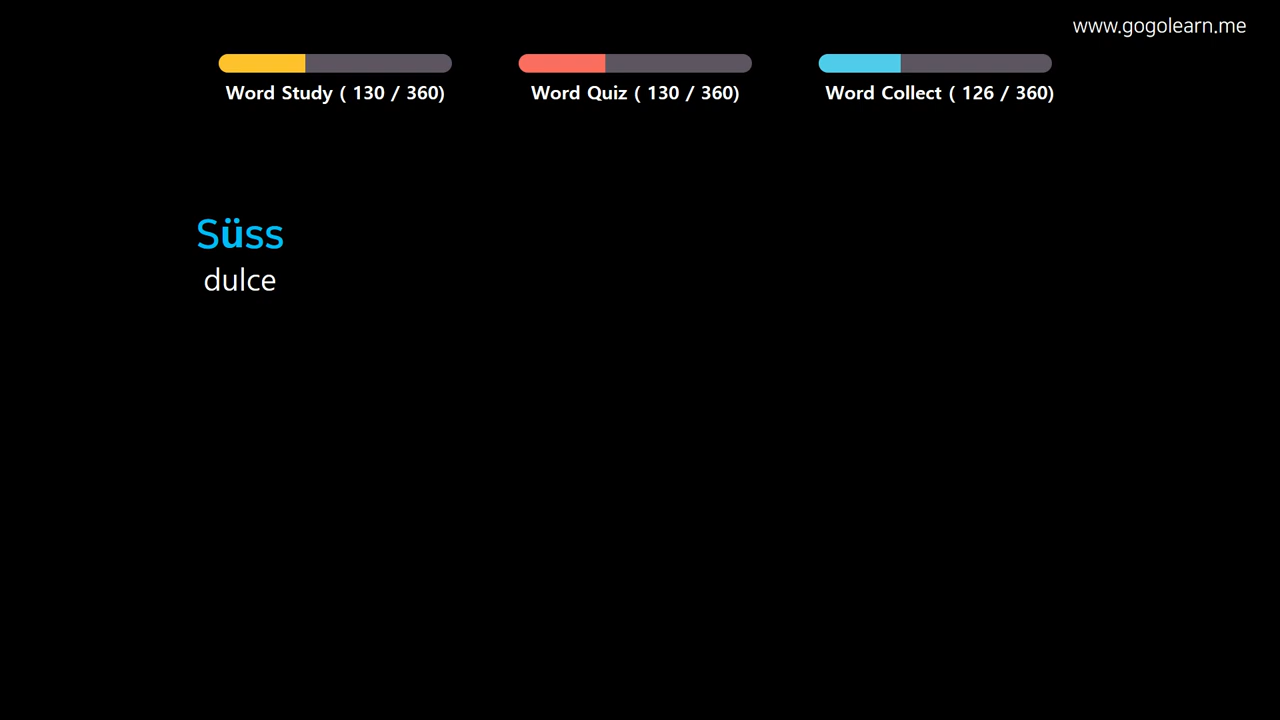 www.gogolearn.me
Word Study ( 130 / 360)
Word Quiz ( 130 / 360)
Word Collect ( 126 / 360)
Süss
dulce